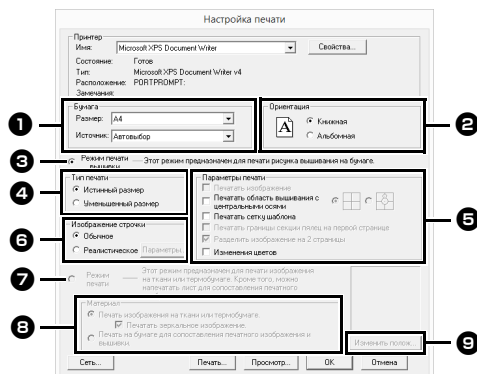 Настройка печати
Принтер
Имя: Microsoft XPS Document Writer Свойства...
Состояние: Готов
Тип: Microsoft XPS Document Writer v4
Расположение: PORTPROMPT:
Замечания:
1 Бумага
Размер: A4
Источник: Автовыбор
Ориентация 2
A Книжная
Альбомная
3 Режим печати вышивки Этот режим предназначен для печати рисунка вышивания на бумаге.
4 Тип печати
Истинный размер
Уменьшенный размер
Параметры печати 5
Печатать изображение
Печатать область вышивания с
центральными осями
Печатать сетку шаблона
Печатать границы секции пялец на первой странице
Разделить изображение на 2 страницы
Изменения цветов
6 Изображение строчки
Обычное
Реалистическое Параметры
7 Режим печати
Этот режим предназначен для печати изображения
на ткани или термобумаге. Кроме того, можно
напечатать лист для сопоставления печатного
8 Материал
Печать изображения на ткани или термобумаге.
Печатать зеркальное изображение.
Печать на бумаге для сопоставления печатного изображения и
вышивки.
Изменить полож... 9
Сеть... Печать... Просмотр... OK Отмена